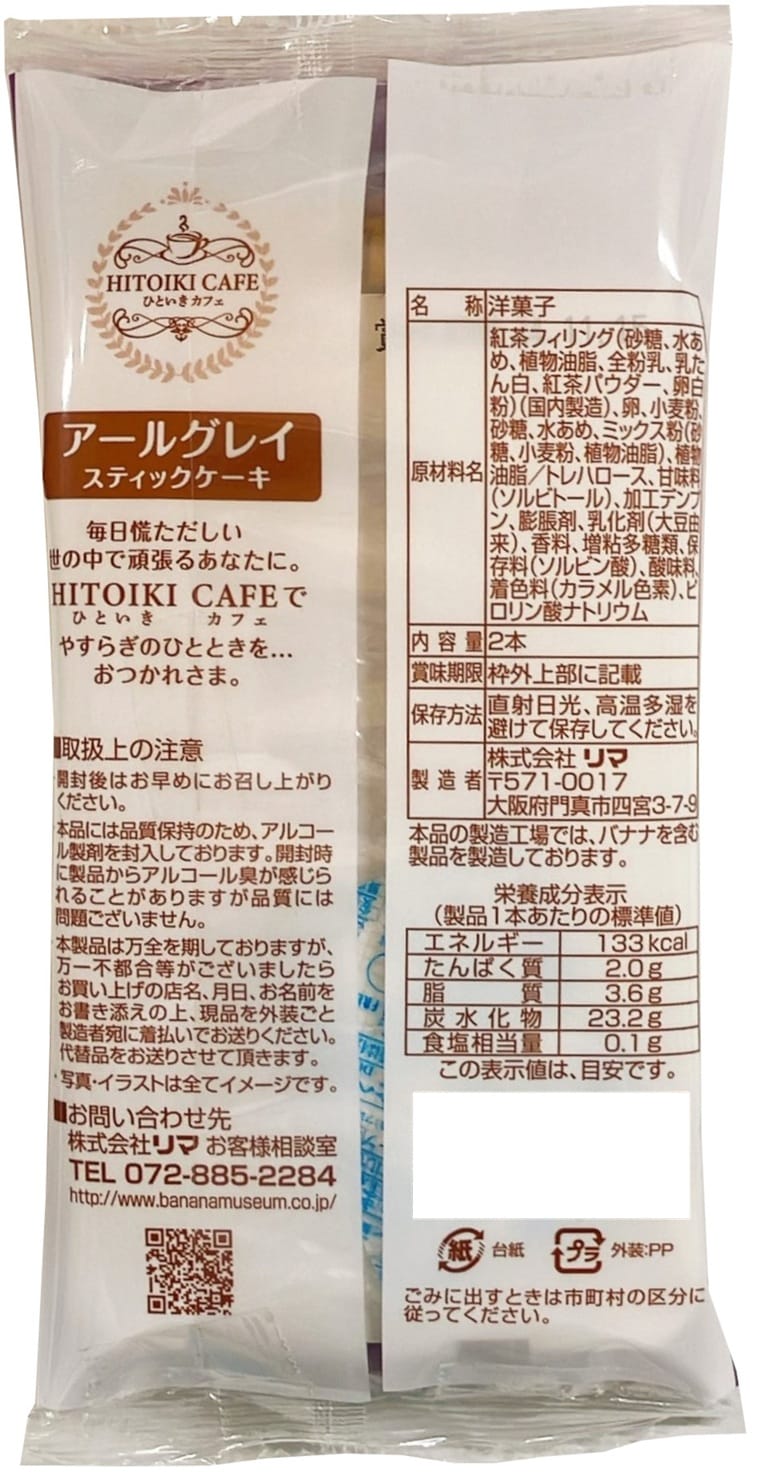 HITOIKI CAFE
ひといきカフェ
アールグレイ
スティックケーキ
毎日慌ただしい
世の中で頑張るあなたに。
HITOIKI CAFEで
ひといき カフェ
やすらぎのひとときを…
おつかれさま。
取扱上の注意
・開封後はお早めにお召し上がり
ください。
・本品には品質保持のため、アルコー
ル製剤を封入しております。開封時
に製品からアルコール臭が感じら
れることがありますが品質には
問題ございません。
・本製品は万全を期しておりますが、
万一不都合等がございましたら
お買い上げの店名、月日、お名前を
お書き添えの上、現品を外装ごと
製造者宛に着払いでお送りください。
代替品をお送りさせて頂きます。
・写真・イラストは全てイメージです。
お問い合わせ先
株式会社リマ お客様相談室
TEL 072-885-2284
http://www.bananamuseum.co.jp/
名称 洋菓子
原材料名
紅茶フィリング(砂糖、水あ
め、植物油脂、全粉乳、乳た
ん白、紅茶パウダー、卵白
粉)(国内製造)、卵、小麦粉、
砂糖、水あめ、ミックス粉(砂
糖、小麦粉、植物油脂)、植物
油脂/トレハロース、甘味料
(ソルビトール)、加工デンプ
ン、膨脹剤、乳化剤(大豆由
来)、香料、増粘多糖類、保
存料(ソルビン酸)、酸味料、
着色料(カラメル色素)、ピ
ロリン酸ナトリウム
内容量 2本
賞味期限 枠外上部に記載
保存方法 直射日光、高温多湿を
避けて保存してください。
製造者 株式会社 リマ
〒571-0017
大阪府門真市四宮3-7-9
本品の製造工場では、バナナを含む
製品を製造しております。
栄養成分表示
(製品1本あたりの標準値)
エネルギー 133kcal
たんぱく質 2.0g
脂質 3.6g
炭水化物 23.2g
食塩相当量 0.1g
この表示値は、目安です。
紙 台紙 プラ 外装:PP
ごみに出すときは市町村の区分に
従ってください。